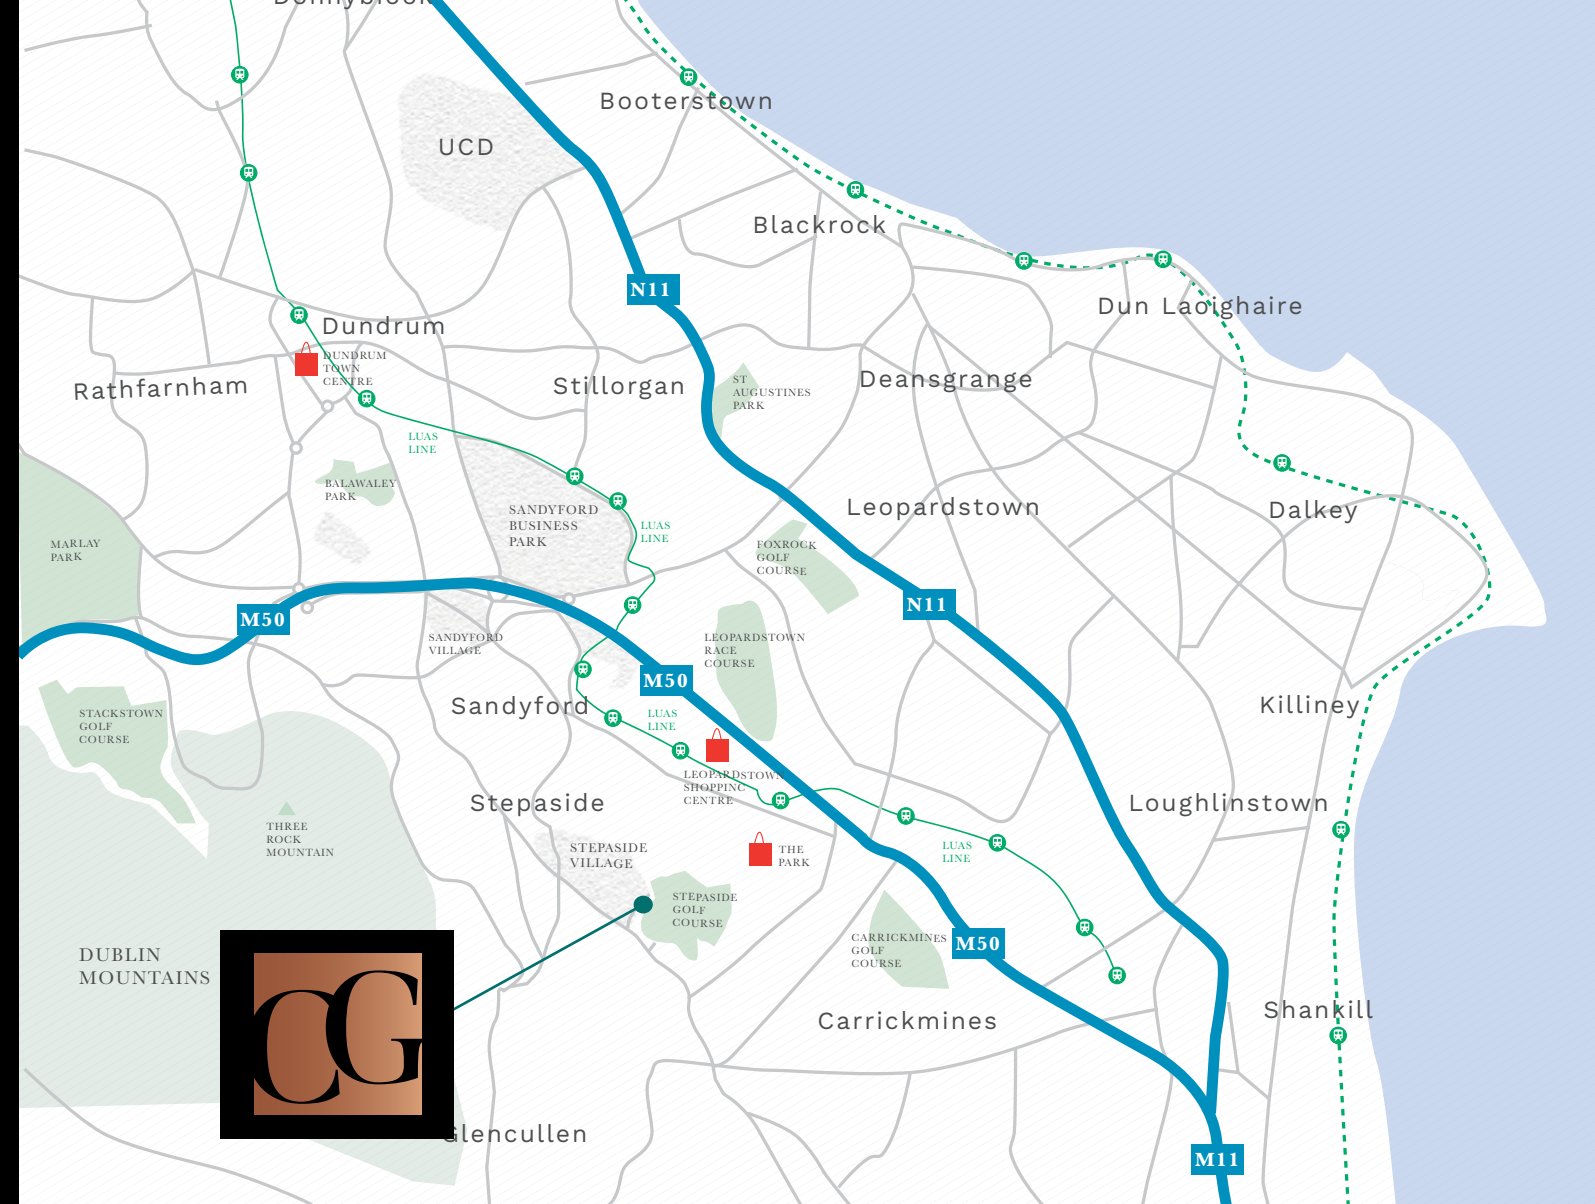 Donnybrook
Booterstown
UCD
Blackrock
N11
Dun Laoighaire
Dundrum
DUNDRUM
TOWN
CENTRE
Rathfarnham
Stillorgan
ST
AUGUSTINES
PARK
Deansgrange
LUAS
LINE
BALAWALEY
PARK
SANDYFORD
BUSINESS
PARK
LUAS
LINE
Leopardstown
Dalkey
MARLAY
PARK
FOXROCK
GOLF
COURSE
M50
N11
SANDYFORD
VILLAGE
LEOPARDSTOWN
RACE
COURSE
M50
Sandyford
LUAS
LINE
Killiney
STACKSTOWN
GOLF
COURSE
LEOPARDSTOWN
SHOPPINC
CENTRE
Stepaside
Loughlinstown
THREE
ROCK
MOUNTAIN
STEPASIDE
VILLAGE
THE
PARK
LUAS
LINE
STEPASIDE
GOLF
COURSE
CARRICKMINES
GOLF
COURSE
M50
DUBLIN
MOUNTAINS
CG
Carrickmines
Shankill
Glencullen
M11